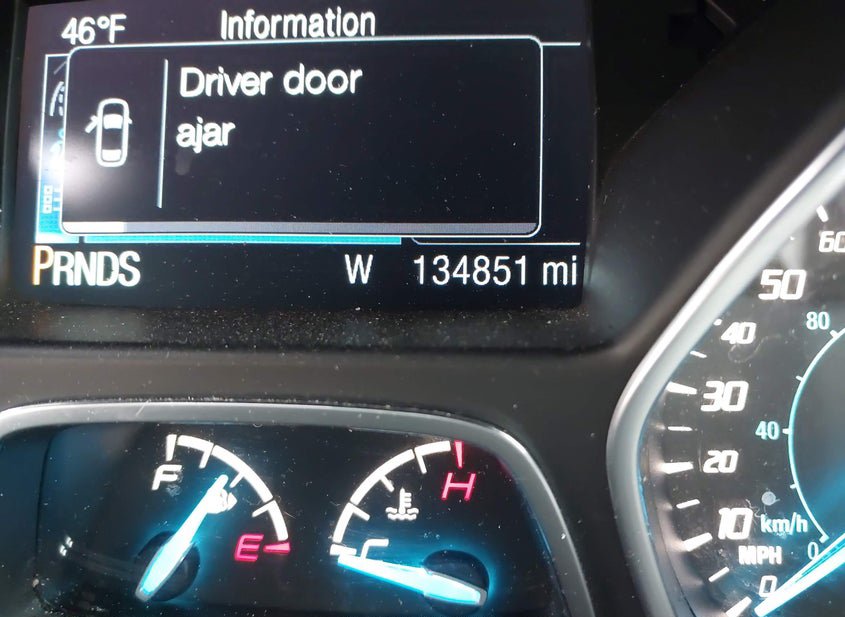 46°F Information
Driver door
ajar
PRNDS W 134851 mi
60
50
80
40
30
40
20
10 km/h
MPH 0
0
F
E
H
C